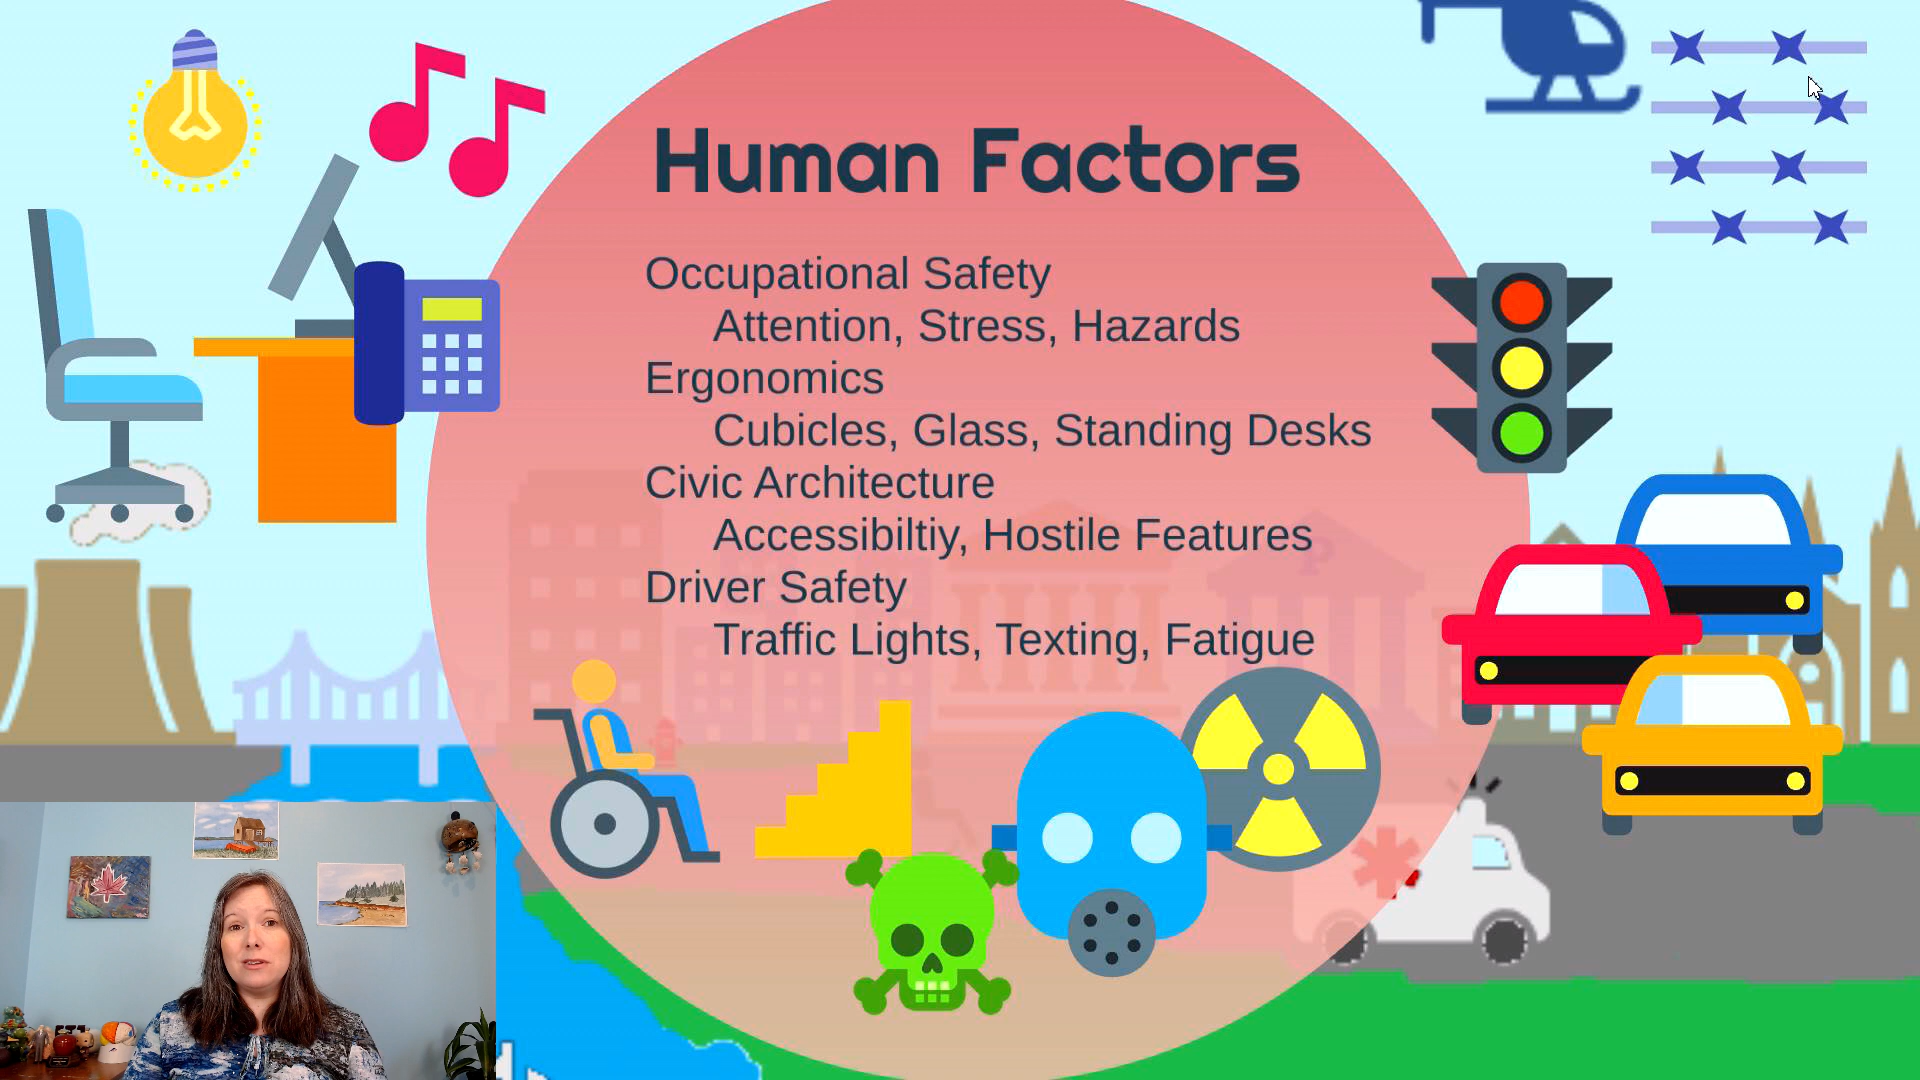 Human Factors
Occupational Safety
Attention, Stress, Hazards
Ergonomics
Cubicles, Glass, Standing Desks
Civic Architecture
Accessibiltiy, Hostile Features
Driver Safety
Traffic Lights, Texting, Fatigue